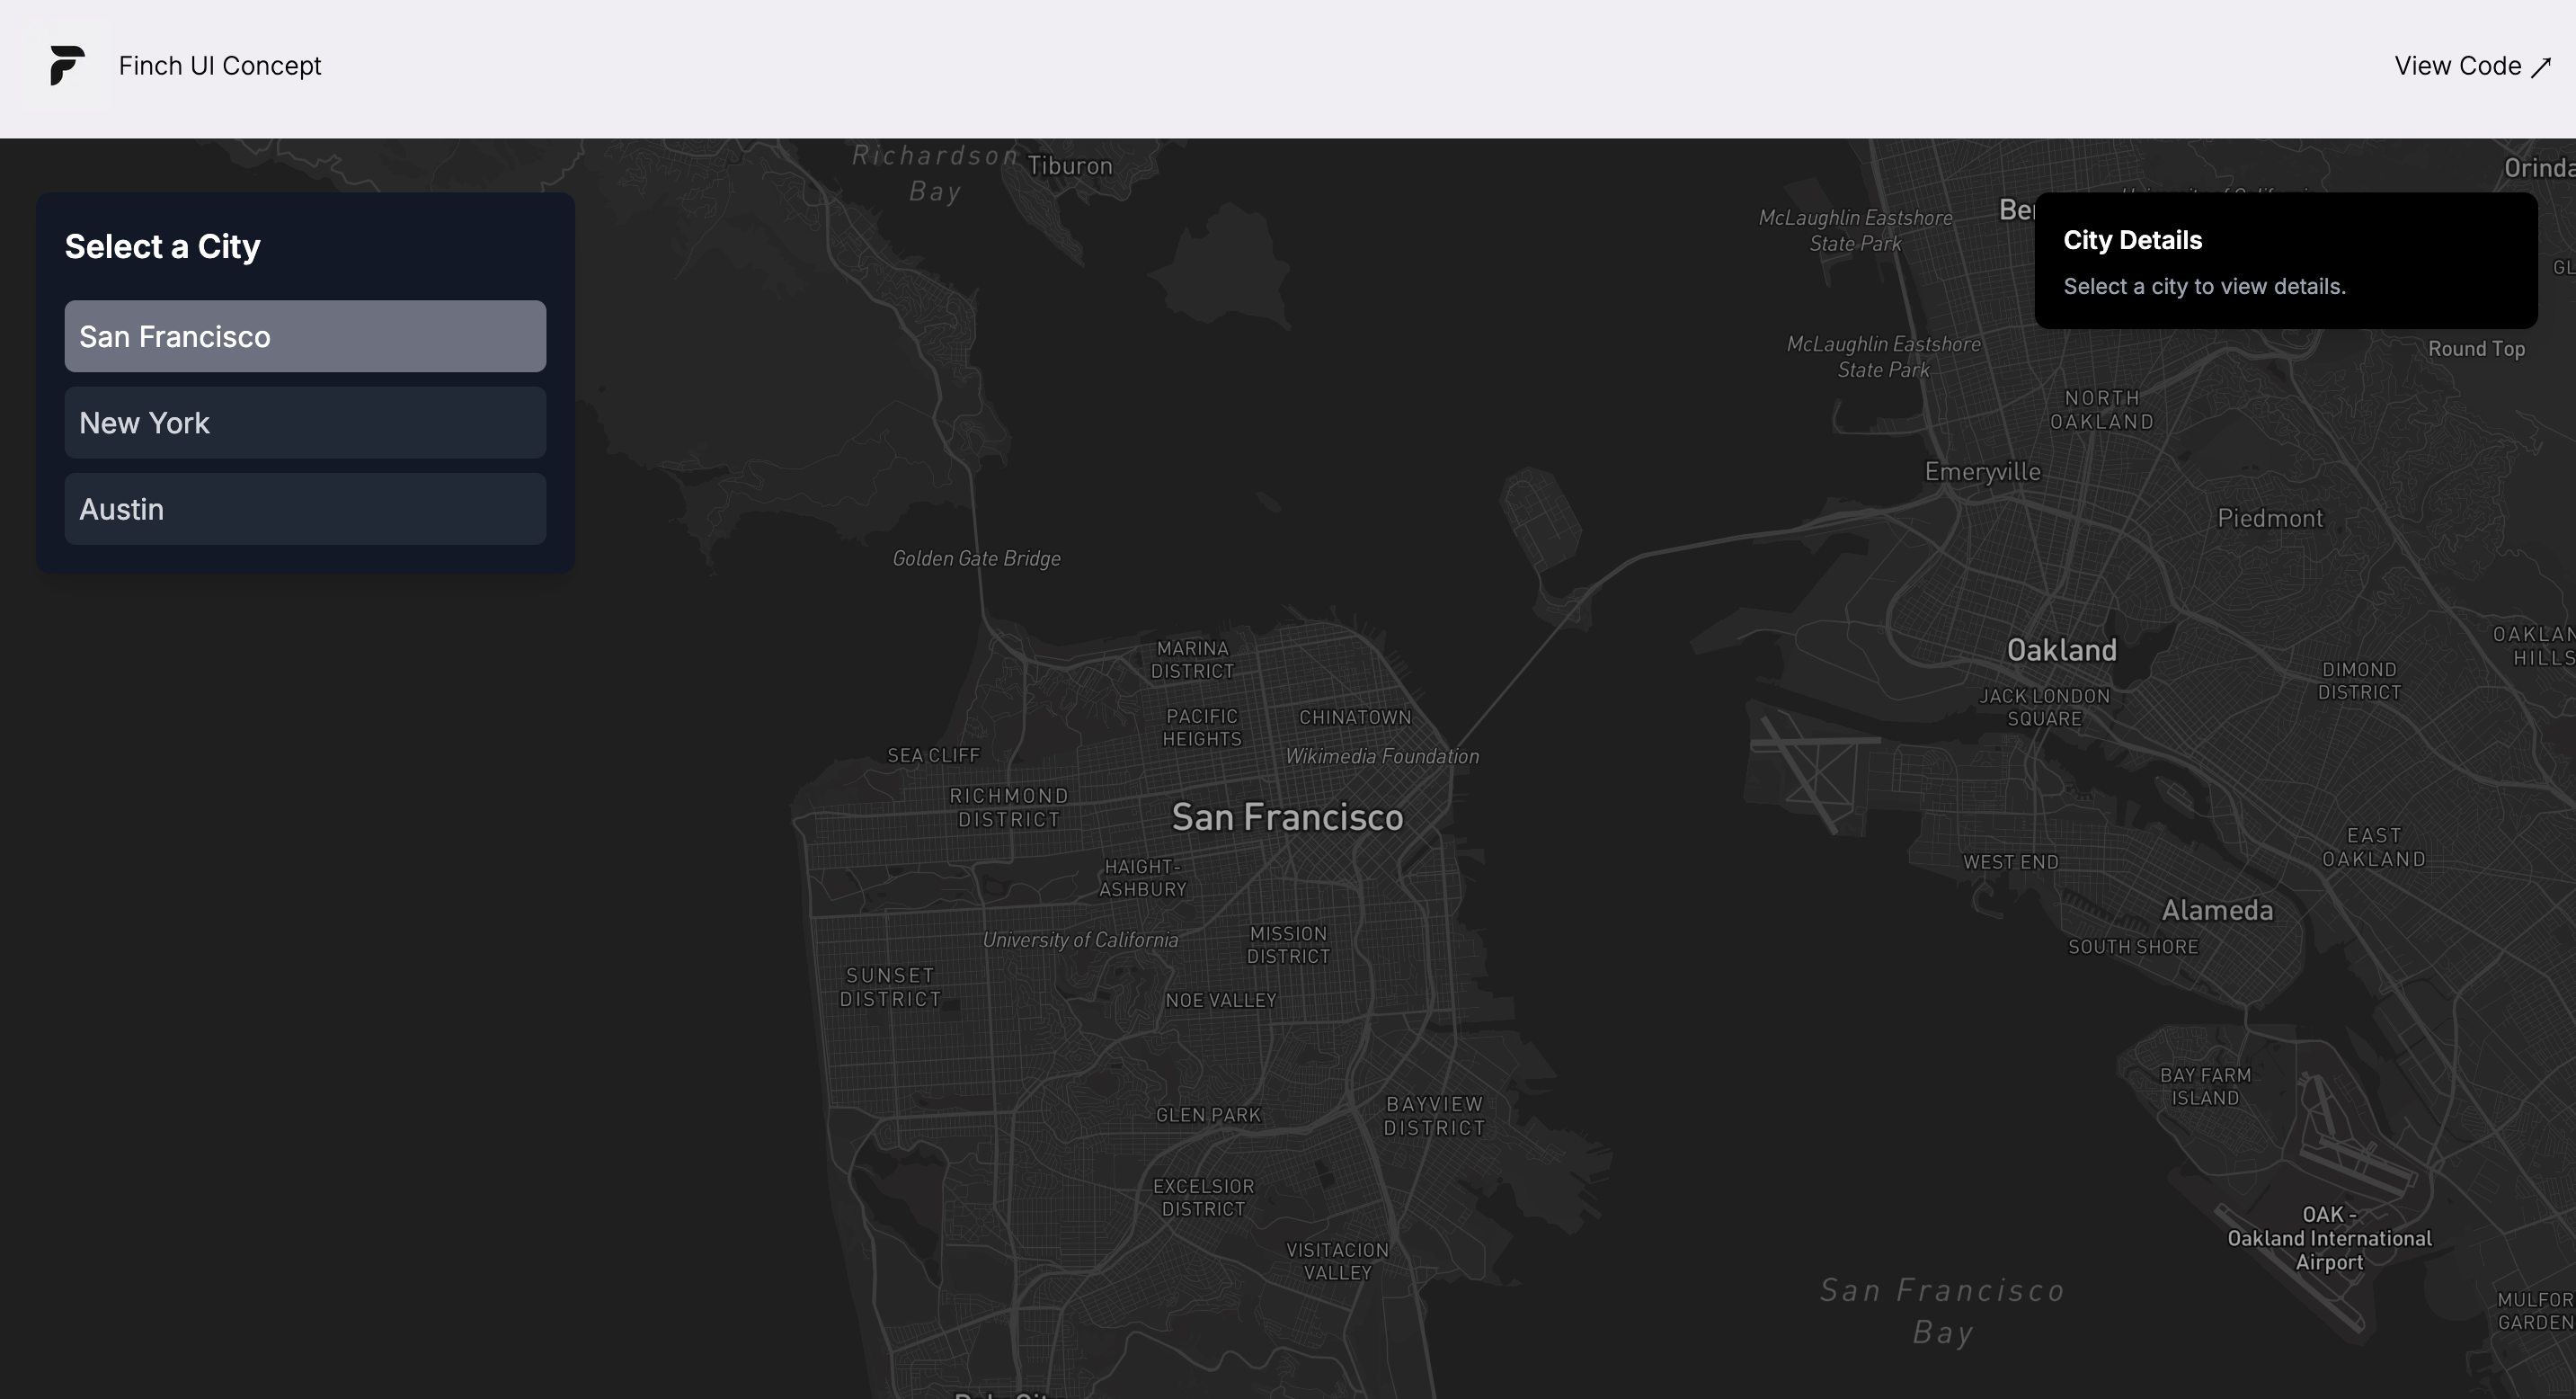 Finch UI Concept
View Code ↗
Select a City
San Francisco
New York
Austin
City Details
Select a city to view details.
Richardson
Bay
Tiburon
McLaughlin Eastshore
State Park
Orinda
McLaughlin Eastshore
State Park
Round Top
NORTH
OAKLAND
Emeryville
Piedmont
Golden Gate Bridge
MARINA
DISTRICT
Oakland
JACK LONDON
SQUARE
DIMOND
DISTRICT
OAKLAN
HILLS
PACIFIC
HEIGHTS
CHINATOWN
Wikimedia Foundation
SEA CLIFF
RICHMOND
DISTRICT
San Francisco
HAIGHT-
ASHBURY
WEST END
EAST
OAKLAND
Alameda
SOUTH SHORE
University of California
MISSION
DISTRICT
SUNSET
DISTRICT
NOE VALLEY
BAY FARM
ISLAND
GLEN PARK
BAYVIEW
DISTRICT
EXCELSIOR
DISTRICT
VISITACION
VALLEY
OAK -
Oakland International
Airport
San Francisco
Bay
MULFOR
GARDEN